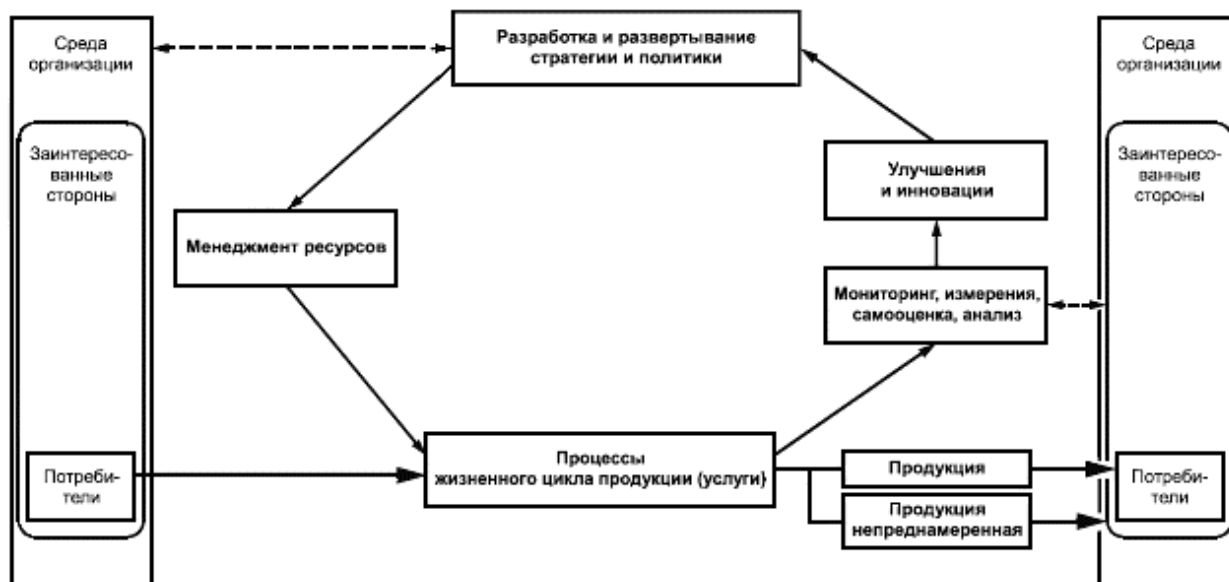 Среда
организации
Заинтересо-
ванные
стороны
Потреби-
тели
Разработка и развертывание
стратегии и политики
Менеджмент ресурсов
Процессы
жизненного цикла продукции (услуги)
Улучшения
и инновации
Мониторинг, измерения,
самооценка, анализ
Продукция
Продукция
непреднамеренная
Среда
организации
Заинтересо-
ванные
стороны
Потреби-
тели